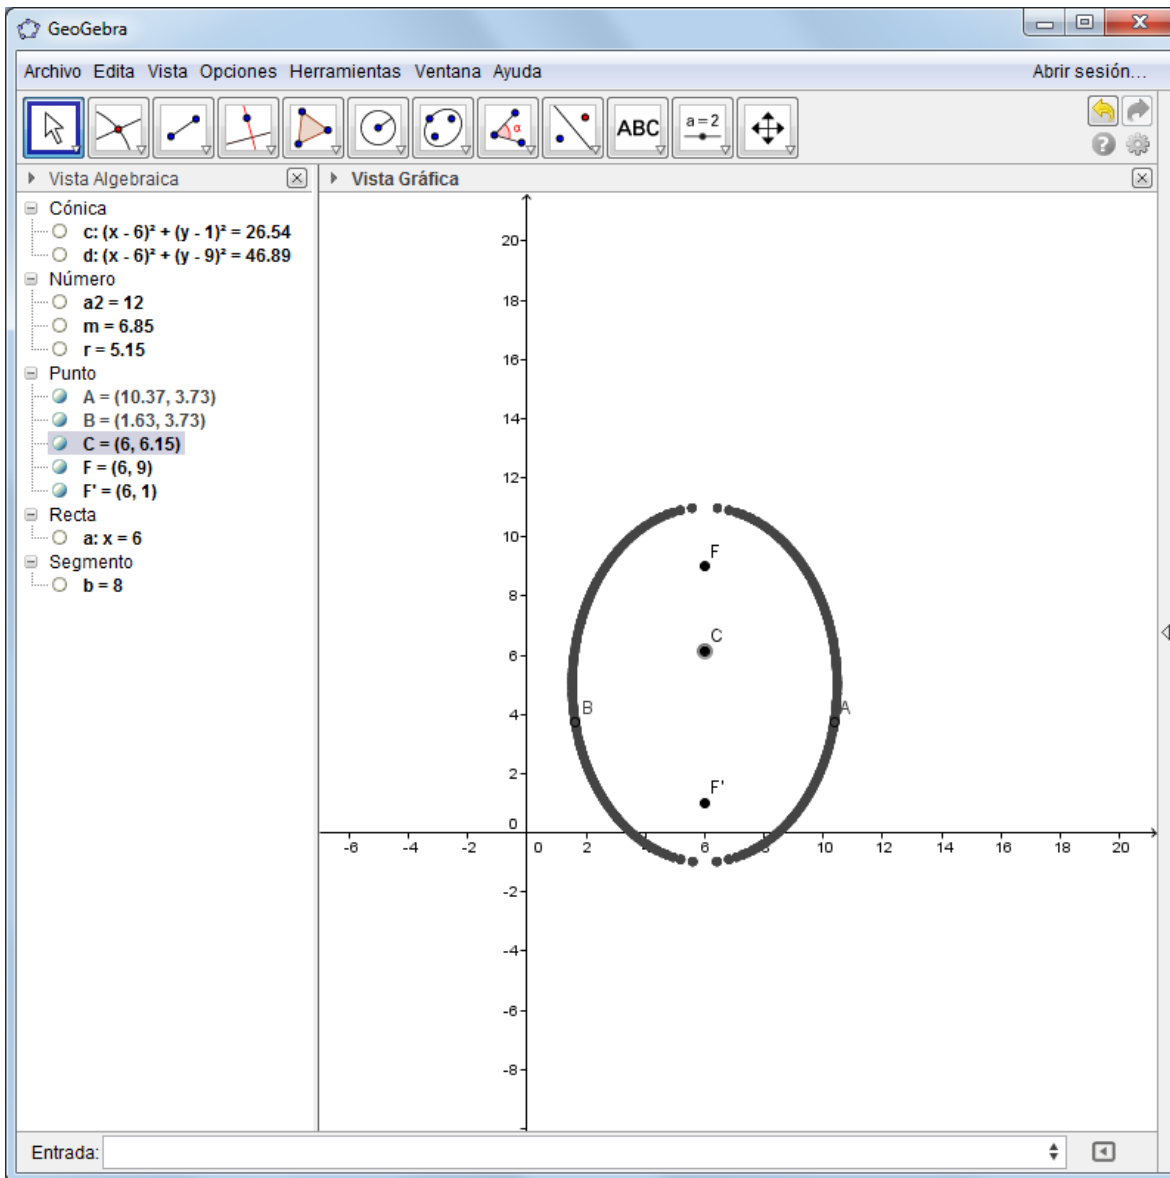 GeoGebra
Archivo Edita Vista Opciones Herramientas Ventana Ayuda Abrir sesión...
ABC a = 2
Vista Algebraica
Cónica
c: (x - 6)² + (y - 1)² = 26.54
d: (x - 6)² + (y - 9)² = 46.89
Número
a2 = 12
m = 6.85
r = 5.15
Punto
A = (10.37, 3.73)
B = (1.63, 3.73)
C = (6, 6.15)
F = (6, 9)
F' = (6, 1)
Recta
a: x = 6
Segmento
b = 8
Vista Gráfica
20
18
16
14
12
10
F
8
C
6
B A
4
F'
2
0
-6 -4 -2 0 2 4 6 8 10 12 14 16 18 20
-2
-4
-6
-8
Entrada: